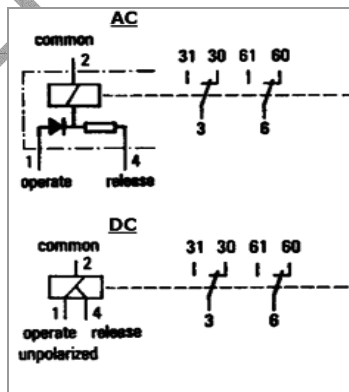 AC
common
2
31 30 61 60
3 6
1 4
operate release
DC
common
2
31 30 61 60
1 4
3 6
operate release
unpolarized